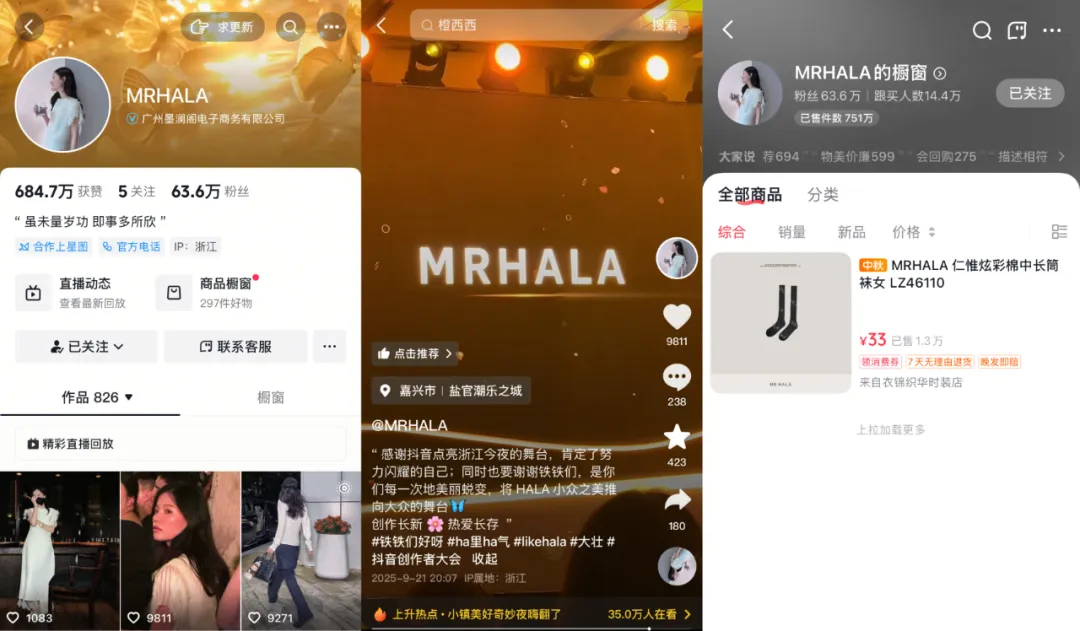 求更新
MRHALA
广州墨澜阁电子商务有限公司
684.7万 获赞 5 关注 63.6万 粉丝
“ 虽未量岁功 即事多所欣 ”
合作上星图 官方电话 IP：浙江
直播动态
查看最新回放
商品橱窗
297件好物
已关注
联系客服
作品 826
橱窗
精彩直播回放
1083
9811
9271
橙西西
搜索
MRHALA
9811
238
423
180
点击推荐
嘉兴市 | 盐官潮乐之城
@MRHALA
“ 感谢抖音点亮浙江今夜的舞台，肯定了努
力闪耀的自己；同时也要谢谢铁铁们，是你
们每一次地美丽蜕变，将 HALA 小众之美推
向大众的舞台🦋
创作长新 🌸 热爱长存 ”
#铁铁们好呀 #ha里ha气 #likehala #大壮 #
抖音创作者大会 收起
2025-9-21 20:07 IP属地：浙江
上升热点 · 小镇美好奇妙夜嗨翻了
35.0万人在看
MRHALA的橱窗
粉丝 63.6 万 | 跟买人数14.4万
已售件数 751万
已关注
大家说 荐694 物美价廉599 会回购275 描述相符
全部商品 分类
综合 销量 新品 价格
中秋 MRHALA 仁惟炫彩棉中长筒
袜女 LZ46110
¥33 已售 1.3 万
领消费券 7天无理由退货 晚发即赔
来自衣锦织华时装店
上拉加载更多